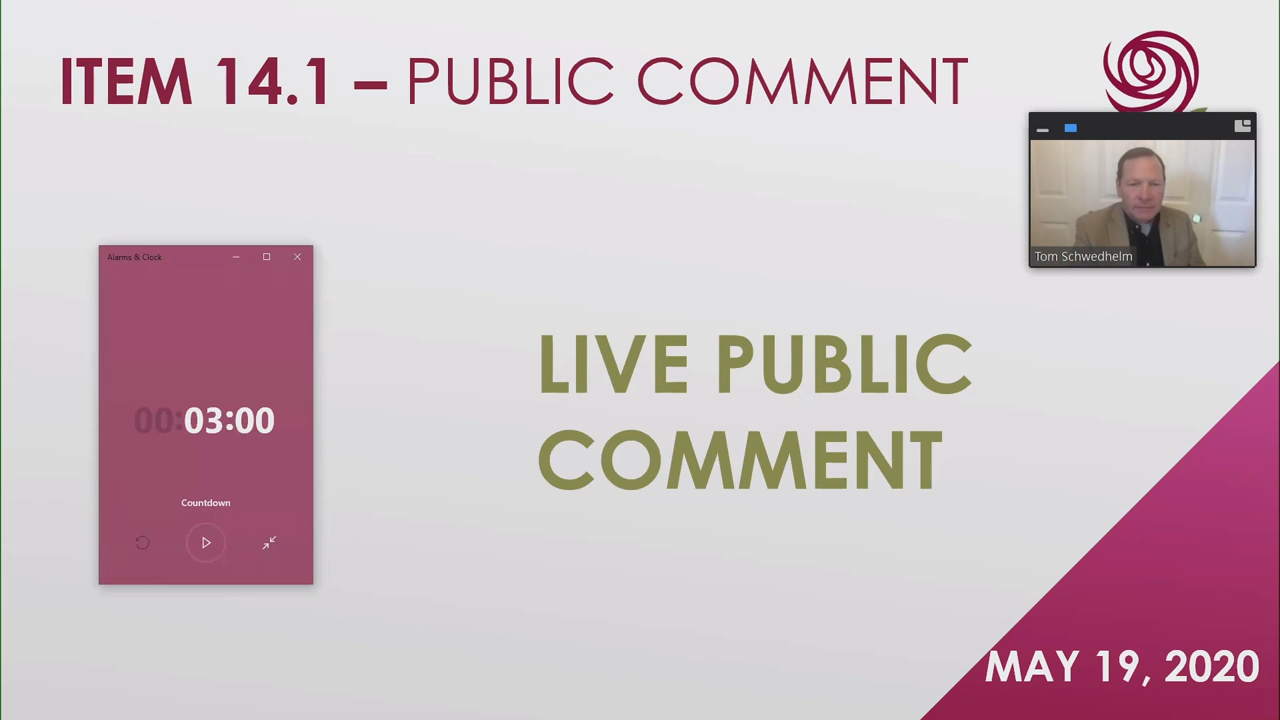 ITEM 14.1 – PUBLIC COMMENT
Tom Schwedhelm
Alarms & Clock
00:03:00
Countdown
LIVE PUBLIC
COMMENT
MAY 19, 2020